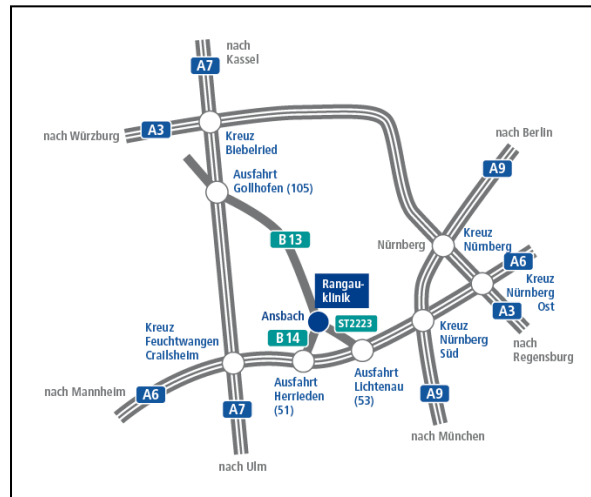 nach
Kassel
A7
nach Würzburg
A3
Kreuz
Biebelried
nach Berlin
A9
Ausfahrt
Gollhofen (105)
B 13
Nürnberg
Kreuz
Nürnberg
A6
Kreuz
Nürnberg
Ost
A3
nach
Regensburg
Rangau-
klinik
Ansbach
ST2223
B 14
Kreuz
Feuchtwangen
Crailsheim
Kreuz
Nürnberg
Süd
Ausfahrt
Lichtenau
(53)
Ausfahrt
Herrieden
(51)
nach Mannheim
A6
A7
A9
nach München
nach Ulm